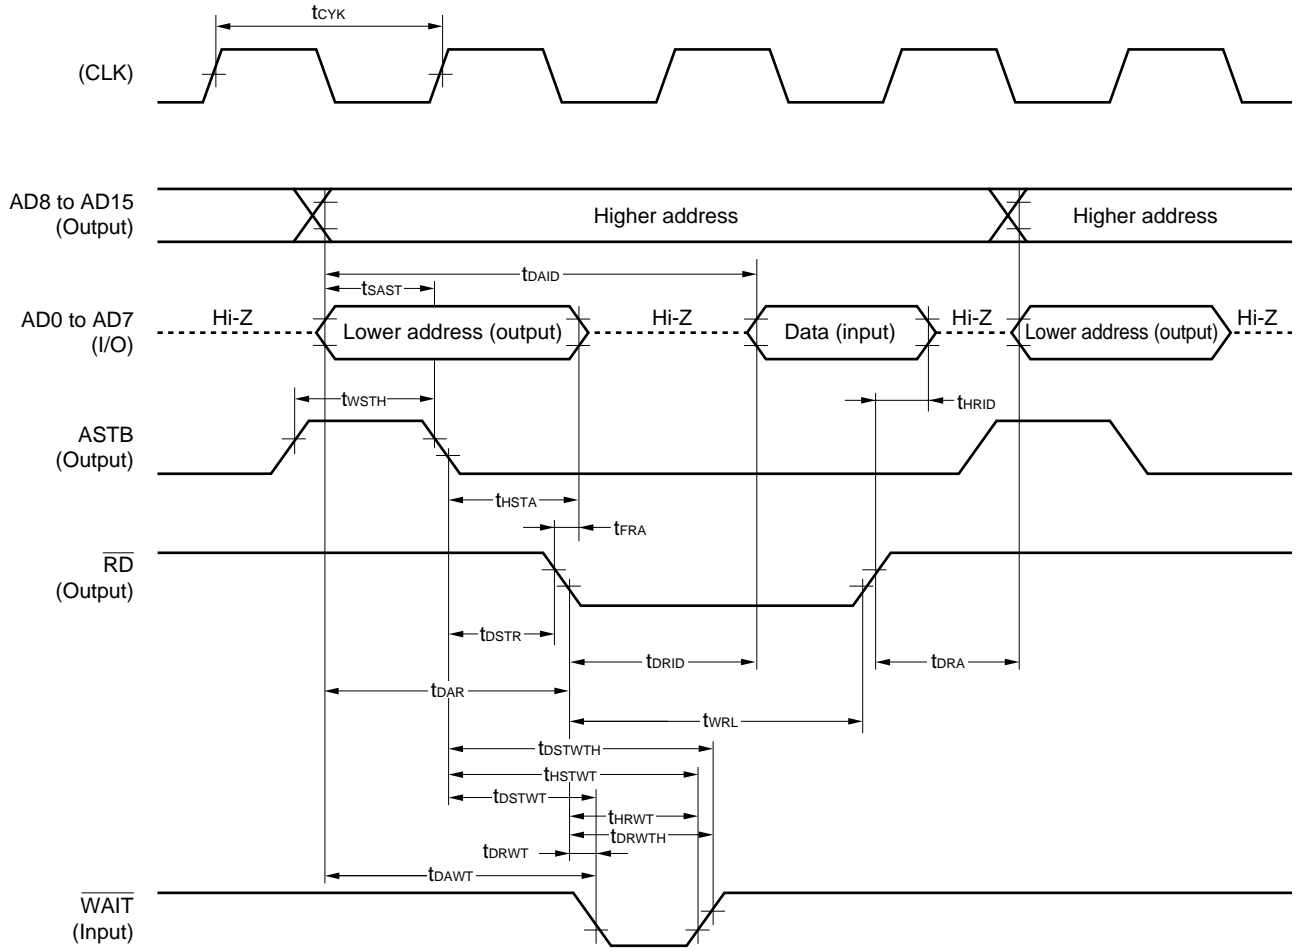 tCYK
(CLK)
AD8 to AD15
(Output)
Higher address
Higher address
tDAID
tSAST
AD0 to AD7
(I/O)
Hi-Z
Lower address (output)
Hi-Z
Data (input)
Hi-Z
Lower address (output)
Hi-Z
tWSTH
tHRID
ASTB
(Output)
tHSTA
tFRA
RD
(Output)
tDSTR
tDRID
tDRA
tDAR
tWRL
tDSTWTH
tHSTWT
tDSTWT
tHRWT
tDRWTH
tDRWT
tDAWT
WAIT
(Input)